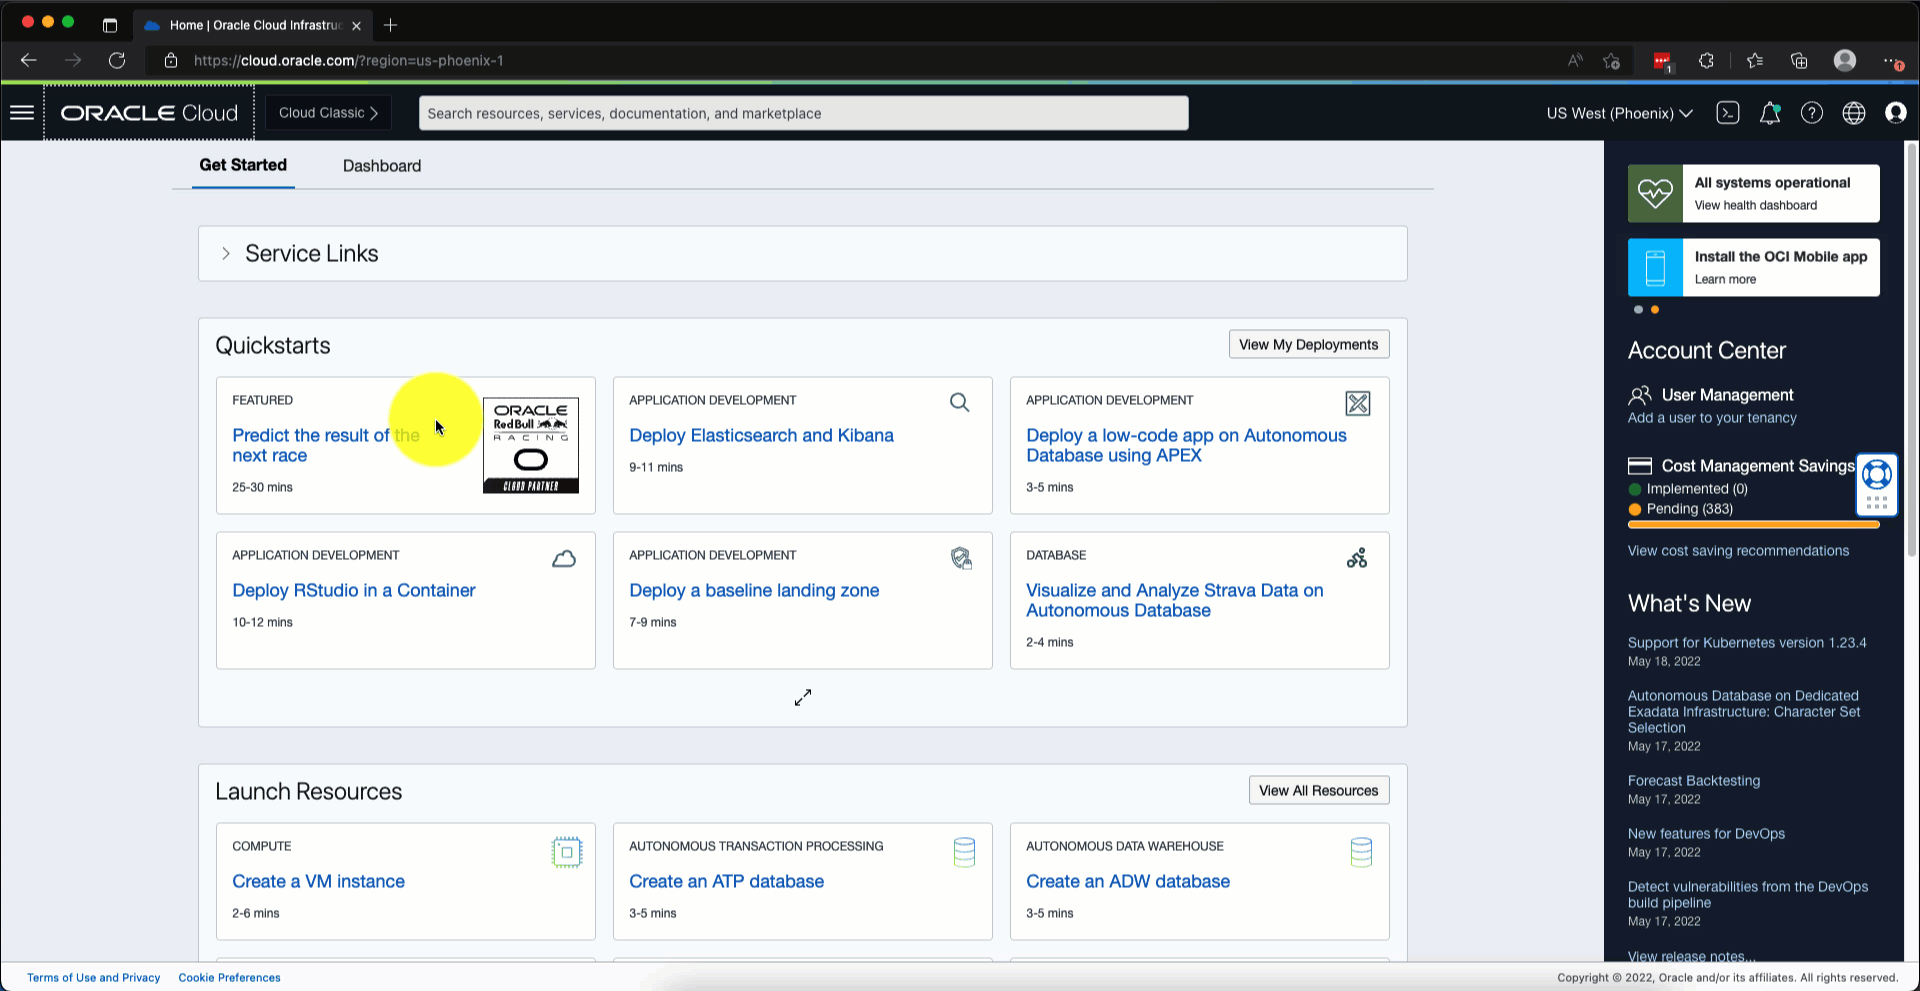 Home | Oracle Cloud Infrastruc
https://cloud.oracle.com/?region=us-phoenix-1
1
ORACLE Cloud
Cloud Classic
Search resources, services, documentation, and marketplace
US West (Phoenix)
Get Started
Dashboard
Service Links
Quickstarts
View My Deployments
FEATURED
Predict the result of the
next race
25-30 mins
ORACLE
Red Bull
RACING
CLOUD PARTNER
APPLICATION DEVELOPMENT
Deploy Elasticsearch and Kibana
9-11 mins
APPLICATION DEVELOPMENT
Deploy a low-code app on Autonomous
Database using APEX
3-5 mins
APPLICATION DEVELOPMENT
Deploy RStudio in a Container
10-12 mins
APPLICATION DEVELOPMENT
Deploy a baseline landing zone
7-9 mins
DATABASE
Visualize and Analyze Strava Data on
Autonomous Database
2-4 mins
Launch Resources
View All Resources
COMPUTE
Create a VM instance
2-6 mins
AUTONOMOUS TRANSACTION PROCESSING
Create an ATP database
3-5 mins
AUTONOMOUS DATA WAREHOUSE
Create an ADW database
3-5 mins
All systems operational
View health dashboard
Install the OCI Mobile app
Learn more
Account Center
User Management
Add a user to your tenancy
Cost Management Savings
Implemented (0)
Pending (383)
View cost saving recommendations
What's New
Support for Kubernetes version 1.23.4
May 18, 2022
Autonomous Database on Dedicated
Exadata Infrastructure: Character Set
Selection
May 17, 2022
Forecast Backtesting
May 17, 2022
New features for DevOps
May 17, 2022
Detect vulnerabilities from the DevOps
build pipeline
May 17, 2022
View release notes...
Terms of Use and Privacy
Cookie Preferences
Copyright © 2022, Oracle and/or its affiliates. All rights reserved.